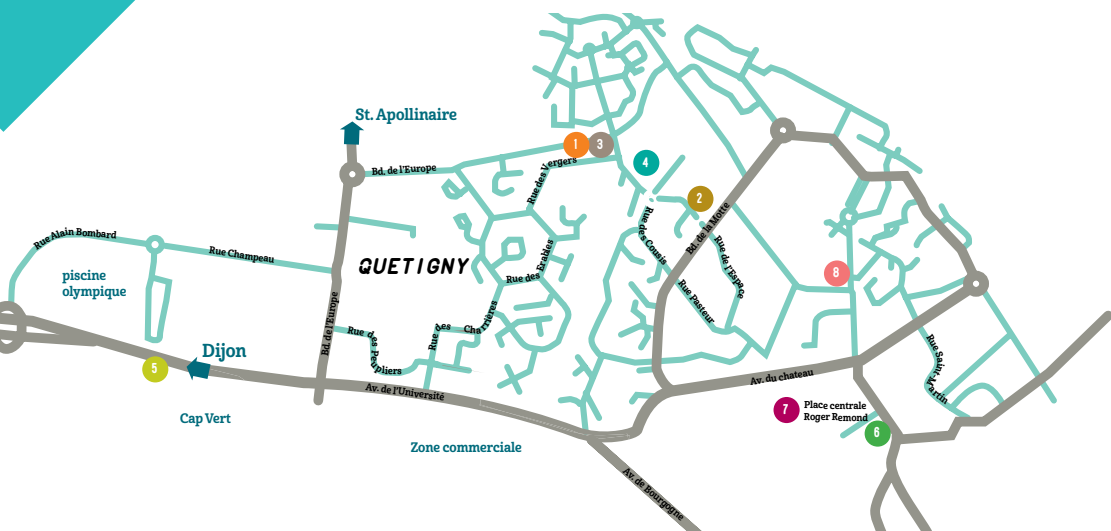 St. Apollinaire
1
3
4
2
Bd. de l'Europe
Rue des Vergers
Rue Alain Bombard
Rue Champeau
piscine
olympique
QUETIGNY
Rue des Erables
Rue des Cousis
Bd. de la Motte
Rue de l'Espace
8
Rue Pasteur
Bd. de l'Europe
Rue des Peupliers
Rue des Charrières
5
Dijon
Av. de l'Université
Av. du chateau
Rue Saint-Martin
7
Place centrale
Roger Remond
6
Cap Vert
Zone commerciale
Av. de Bourgogne